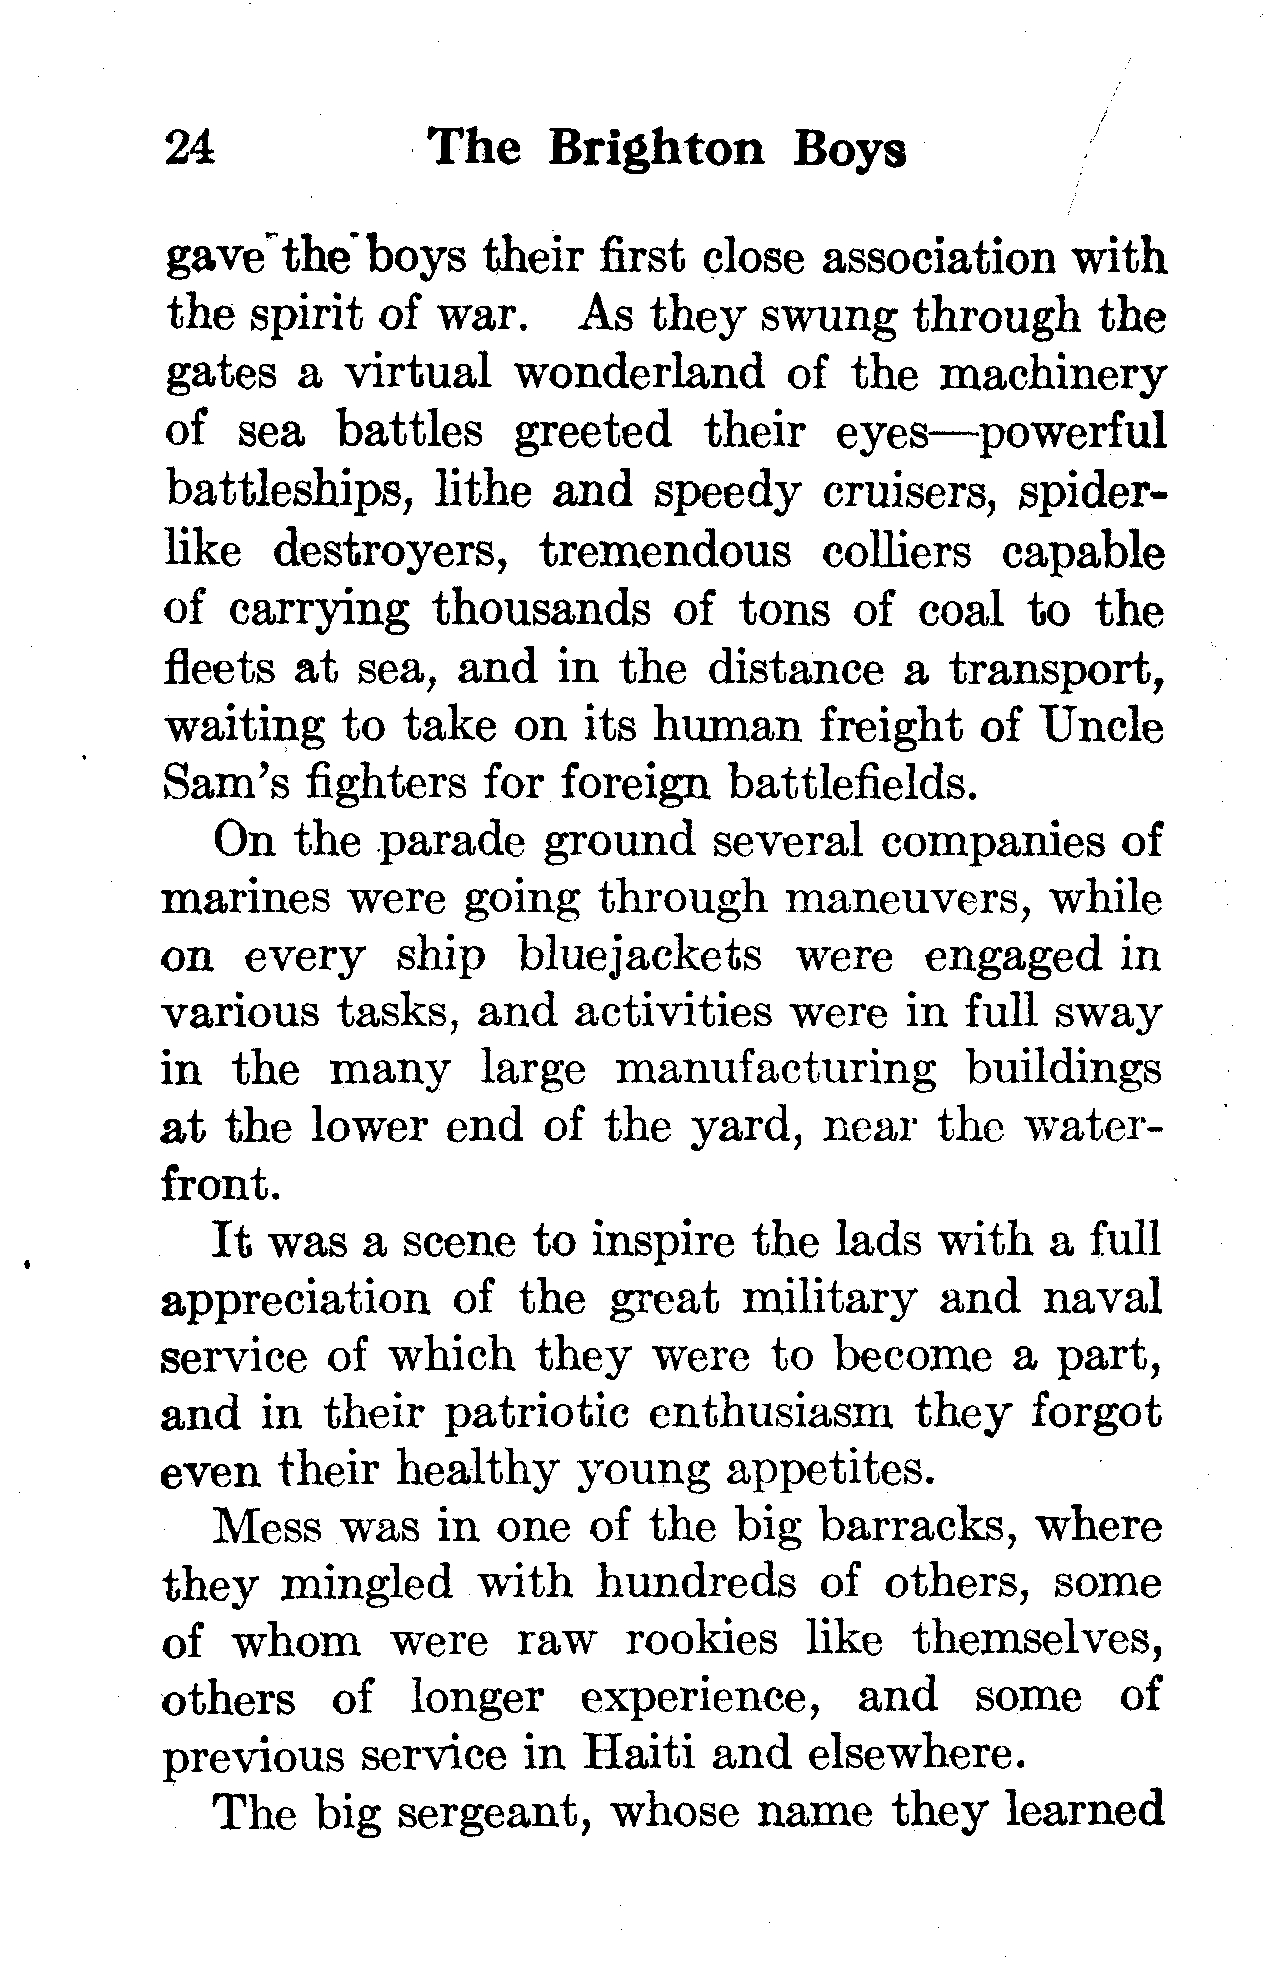 24 The Brighton Boys
gave the boys their first close association with
the spirit of war. As they swung through the
gates a virtual wonderland of the machinery
of sea battles greeted their eyes—powerful
battleships, lithe and speedy cruisers, spider-
like destroyers, tremendous colliers capable
of carrying thousands of tons of coal to the
fleets at sea, and in the distance a transport,
waiting to take on its human freight of Uncle
Sam's fighters for foreign battlefields.
On the parade ground several companies of
marines were going through maneuvers, while
on every ship bluejackets were engaged in
various tasks, and activities were in full sway
in the many large manufacturing buildings
at the lower end of the yard, near the water-
front.
It was a scene to inspire the lads with a full
appreciation of the great military and naval
service of which they were to become a part,
and in their patriotic enthusiasm they forgot
even their healthy young appetites.
Mess was in one of the big barracks, where
they mingled with hundreds of others, some
of whom were raw rookies like themselves,
others of longer experience, and some of
previous service in Haiti and elsewhere.
The big sergeant, whose name they learned